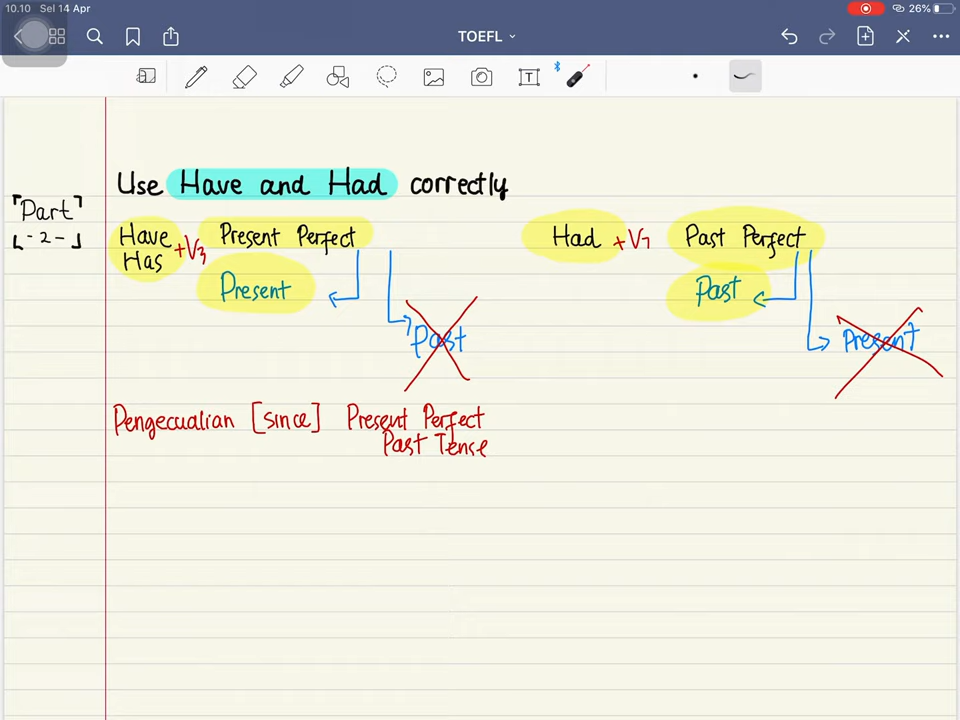 10.10 Sel 14 Apr
26%
TOEFL
T
Use Have and Had correctly
Part
-2-
Have
Has
+V3
Present Perfect
Present
Past
Had +V3 Past Perfect
Past
Present
Pengecualian [since] Present Perfect
Past Tense